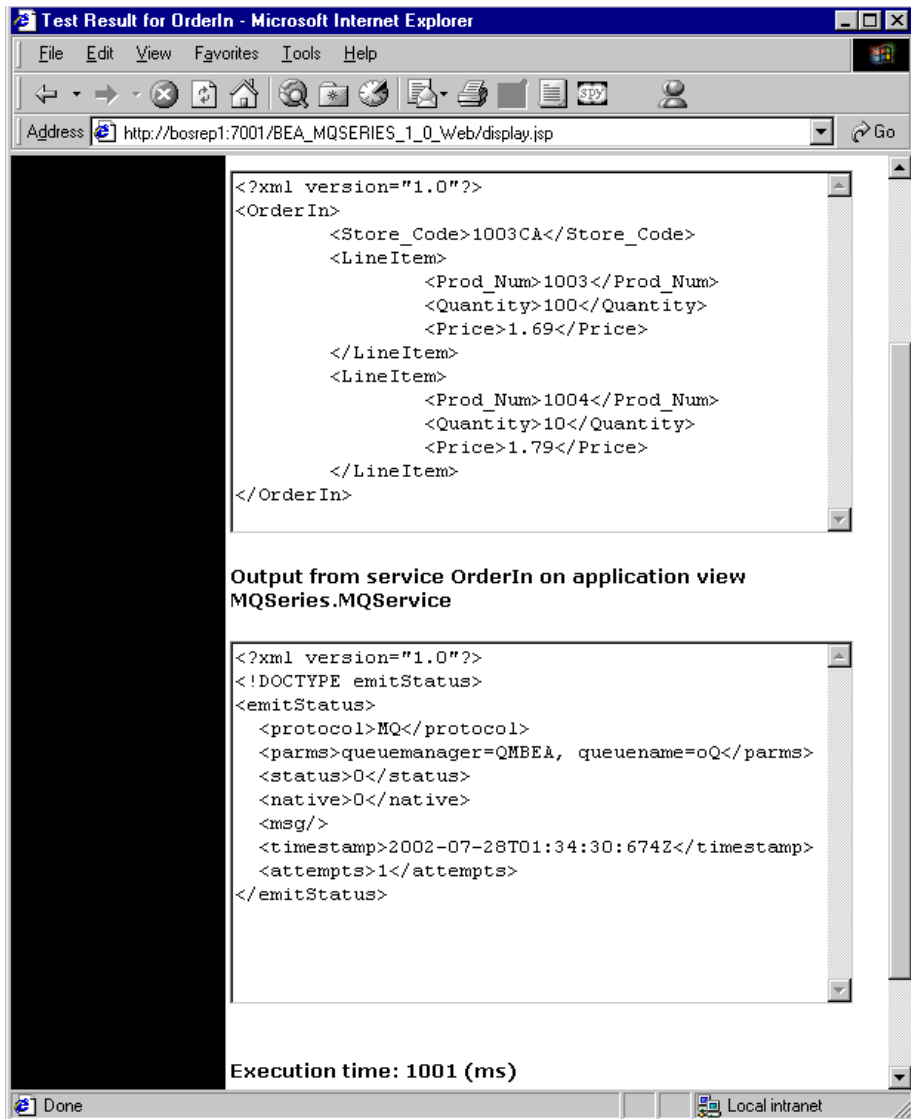 Test Result for OrderIn - Microsoft Internet Explorer
File Edit View Favorites Tools Help
SPY
Address http://bosrep1:7001/BEA_MQSERIES_1_0_Web/display.jsp Go
<?xml version="1.0"?>
<OrderIn>
<Store_Code>1003CA</Store_Code>
<LineItem>
<Prod_Num>1003</Prod_Num>
<Quantity>100</Quantity>
<Price>1.69</Price>
</LineItem>
<LineItem>
<Prod_Num>1004</Prod_Num>
<Quantity>10</Quantity>
<Price>1.79</Price>
</LineItem>
</OrderIn>
Output from service OrderIn on application view
MQSeries.MQService
<?xml version="1.0"?>
<!DOCTYPE emitStatus>
<emitStatus>
<protocol>MQ</protocol>
<parms>queuemanager=QMBEA, queuename=oQ</parms>
<status>0</status>
<native>0</native>
<msg/>
<timestamp>2002-07-28T01:34:30:674Z</timestamp>
<attempts>1</attempts>
</emitStatus>
Execution time: 1001 (ms)
Done Local intranet